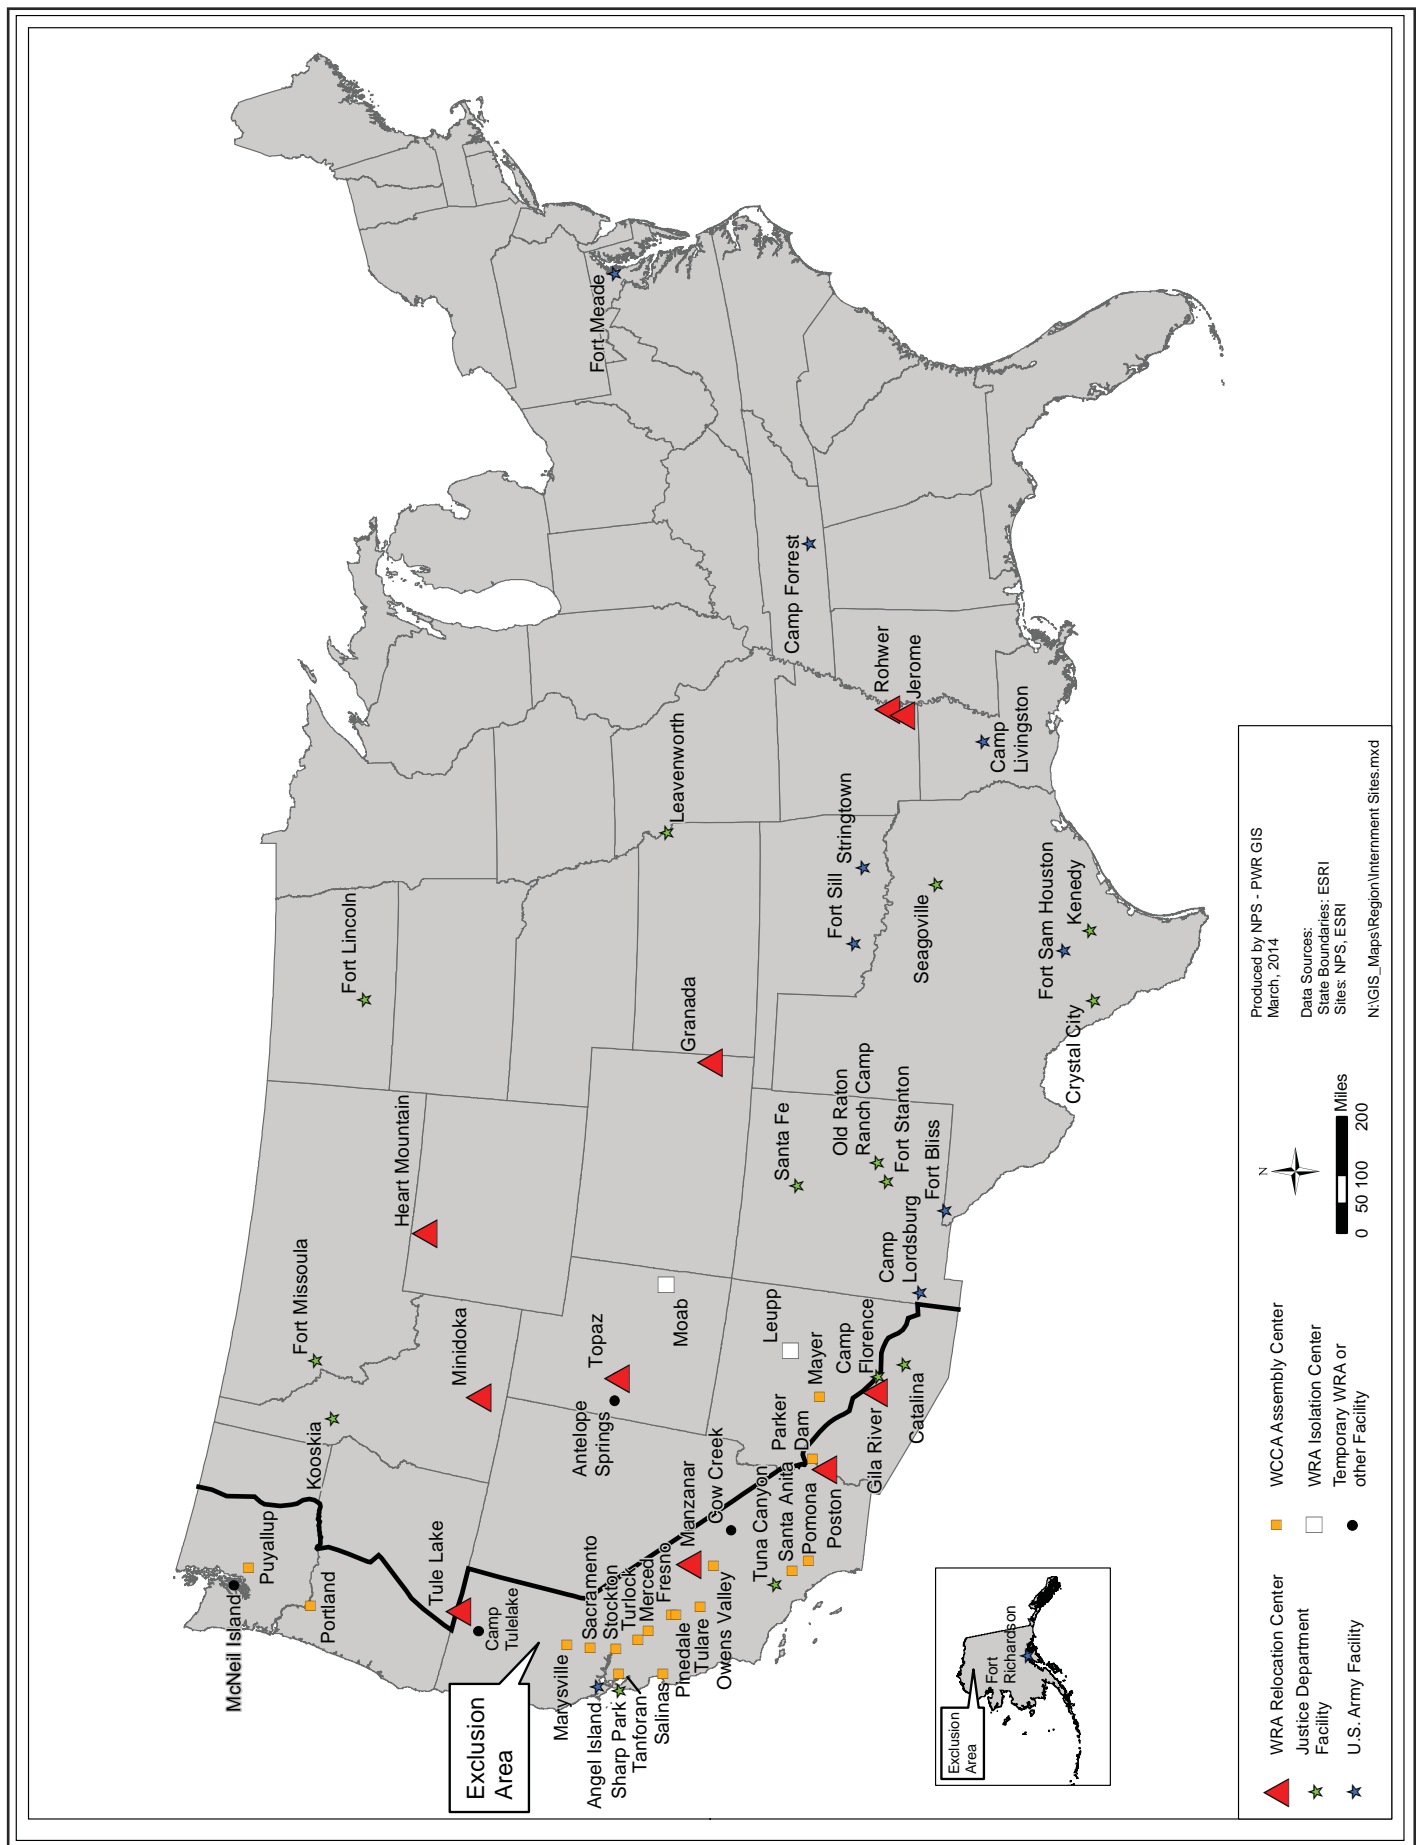 McNeil Island
Puyallup
Portland
Kooskia
Fort Missoula
Fort Lincoln
Heart Mountain
Minidoka
Tule Lake
Camp
Tulelake
Exclusion
Area
Marysville
Sacramento
Stockton
Turlock
Merced
Fresno
Angel Island
Sharp Park
Tanforan
Salinas
Pinedale
Tulare
Owens Valley
Manzanar
Cow Creek
Antelope
Springs
Topaz
Moab
Leupp
Mayer
Parker
Dam
Tuna Canyon
Santa Anita
Pomona
Poston
Camp
Florence
Gila River
Catalina
Camp
Lordsburg
Fort Bliss
Santa Fe
Old Raton
Ranch Camp
Fort Stanton
Granada
Leavenworth
Fort Sill
Stringtown
Seagoville
Fort Sam Houston
Kenedy
Crystal City
Rohwer
Jerome
Camp
Livingston
Camp Forrest
Fort Meade
Exclusion
Area
Fort
Richardson
WRA Relocation Center
Justice Department
Facility
U.S. Army Facility
WCCA Assembly Center
WRA Isolation Center
Temporary WRA or
other Facility
N
0 50 100 200
Miles
Produced by NPS - PWR GIS
March, 2014
Data Sources:
State Boundaries: ESRI
Sites: NPS, ESRI
N:\GIS_Maps\Region\Internment Sites.mxd